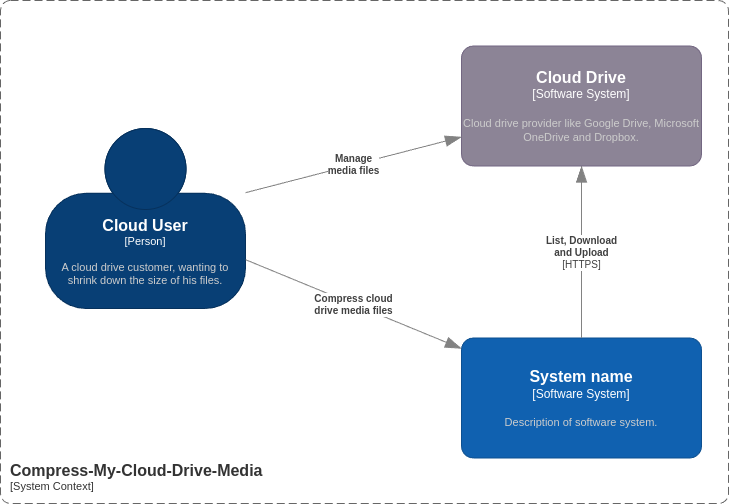 Cloud Drive
[Software System]
Cloud drive provider like Google Drive, Microsoft
OneDrive and Dropbox.
Manage
media files
Cloud User
[Person]
A cloud drive customer, wanting to
shrink down the size of his files.
List, Download
and Upload
[HTTPS]
Compress cloud
drive media files
System name
[Software System]
Description of software system.
Compress-My-Cloud-Drive-Media
[System Context]